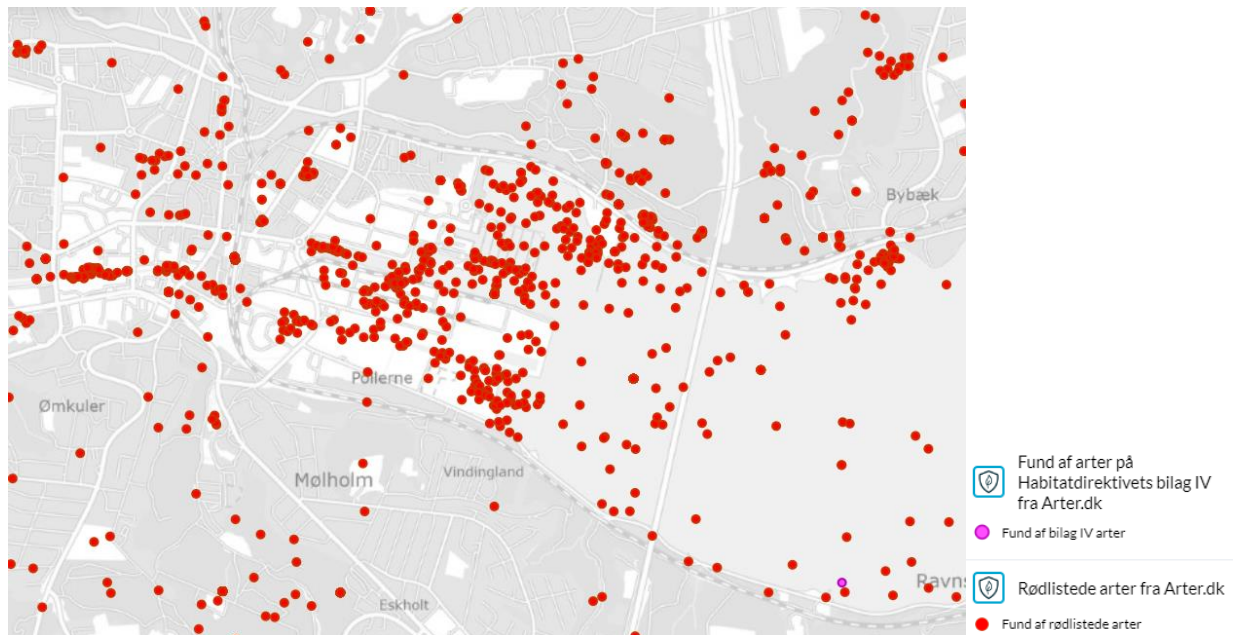 Bybæk
Pöllerne
Ømkuler
Mølholm
Vindingland
Eskholt
Ravns
Fund af arter på
Habitatdirektivets bilag IV
fra Arter.dk
Fund af bilag IV arter
Rødlistede arter fra Arter.dk
Fund af rødlistede arter